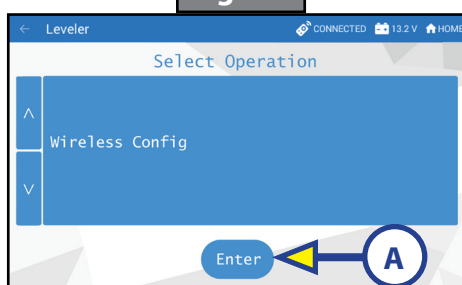 ← Leveler CONNECTED 13.2 V HOME
Select Operation
Wireless Config
Enter
A